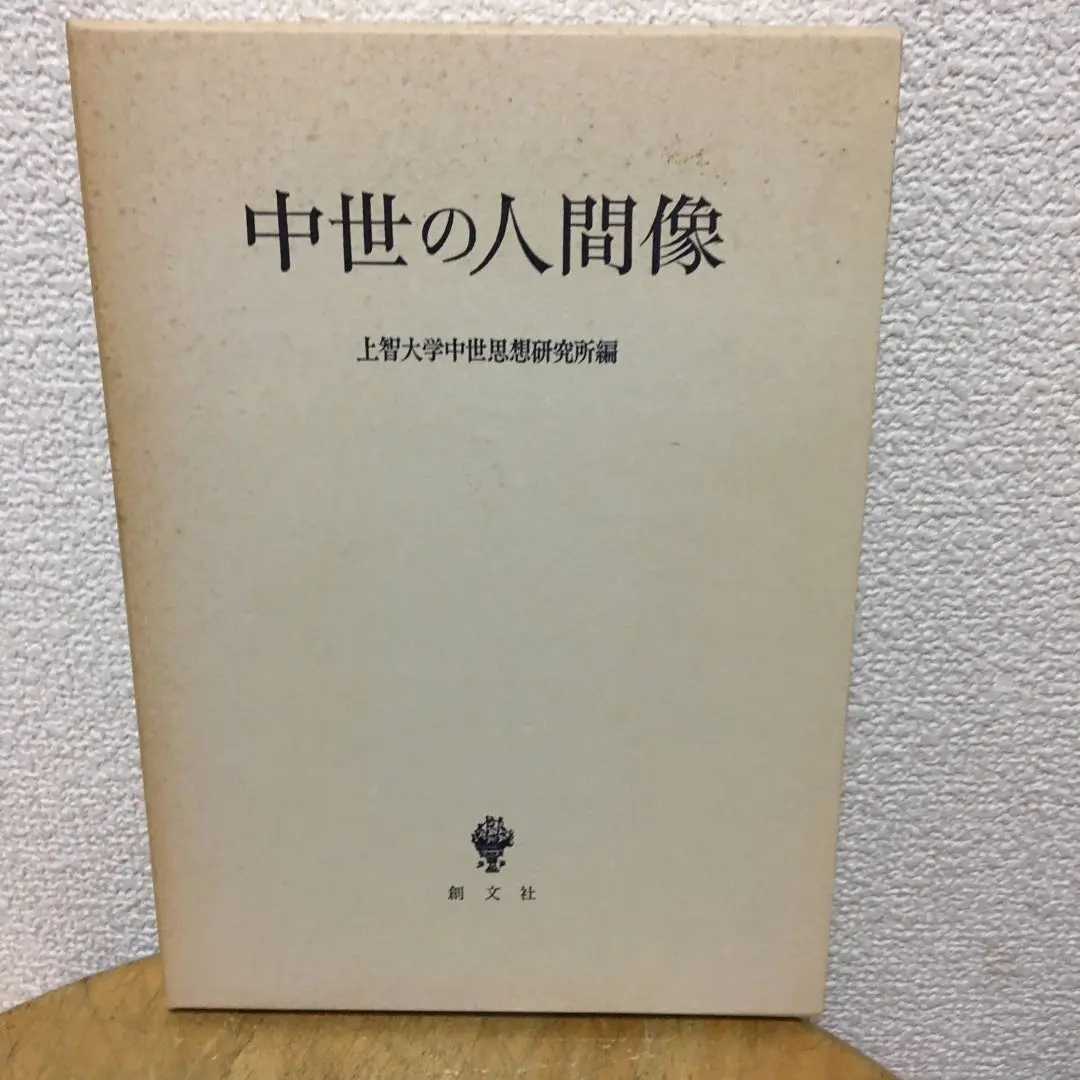 中世の人間像
上智大学中世思想研究所編
創文社